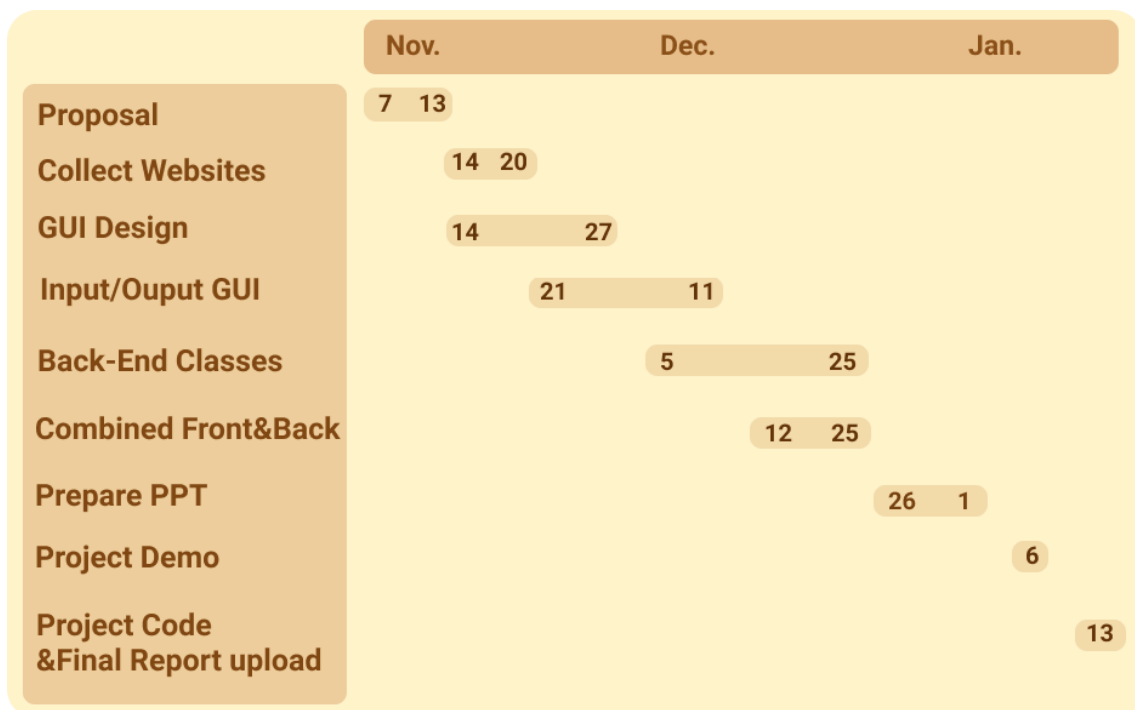 Nov. Dec. Jan.
Proposal 7 13
Collect Websites 14 20
GUI Design 14 27
Input/Ouput GUI 21 11
Back-End Classes 5 25
Combined Front&Back 12 25
Prepare PPT 26 1
Project Demo 6
Project Code
&Final Report upload 13